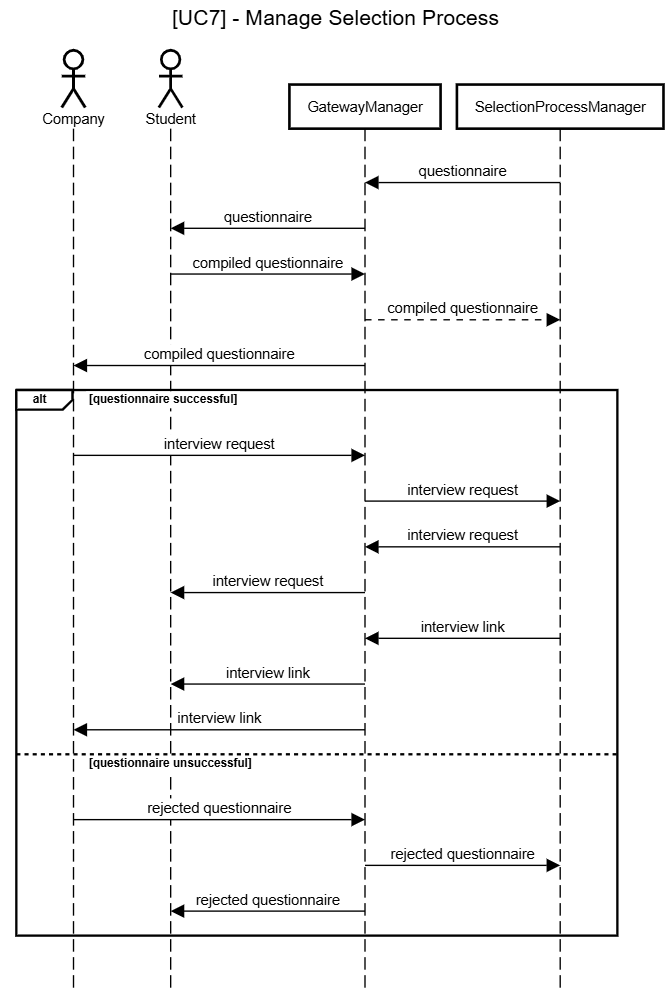 [UC7] - Manage Selection Process
Company
Student
GatewayManager
SelectionProcessManager
questionnaire
questionnaire
compiled questionnaire
compiled questionnaire
compiled questionnaire
alt
[questionnaire successful]
interview request
interview request
interview request
interview request
interview link
interview link
interview link
[questionnaire unsuccessful]
rejected questionnaire
rejected questionnaire
rejected questionnaire